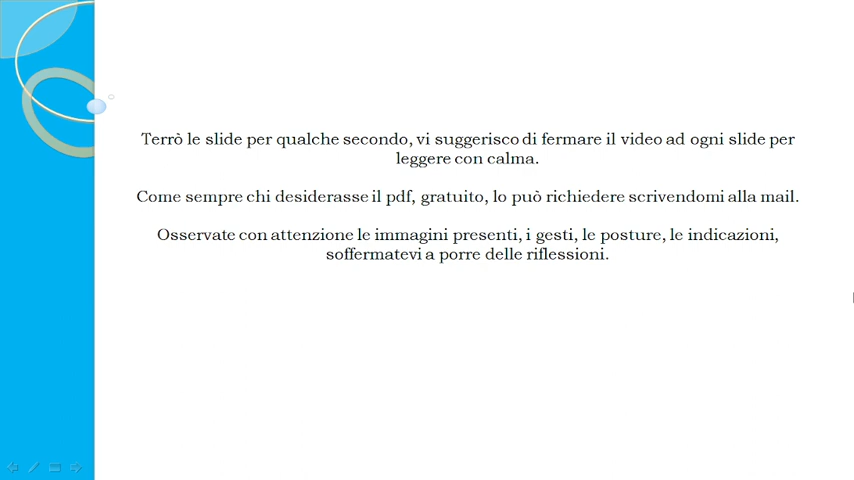 Terrò le slide per qualche secondo, vi suggerisco di fermare il video ad ogni slide per
leggere con calma.
Come sempre chi desiderasse il pdf, gratuito, lo può richiedere scrivendomi alla mail.
Osservate con attenzione le immagini presenti, i gesti, le posture, le indicazioni,
soffermatevi a porre delle riflessioni.